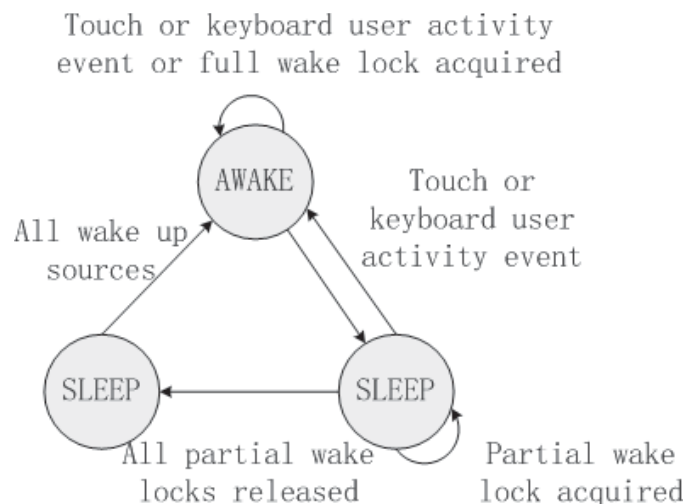 Touch or keyboard user activity
event or full wake lock acquired
AWAKE
Touch or
keyboard user
activity event
All wake up
sources
SLEEP
SLEEP
All partial wake
locks released
Partial wake
lock acquired